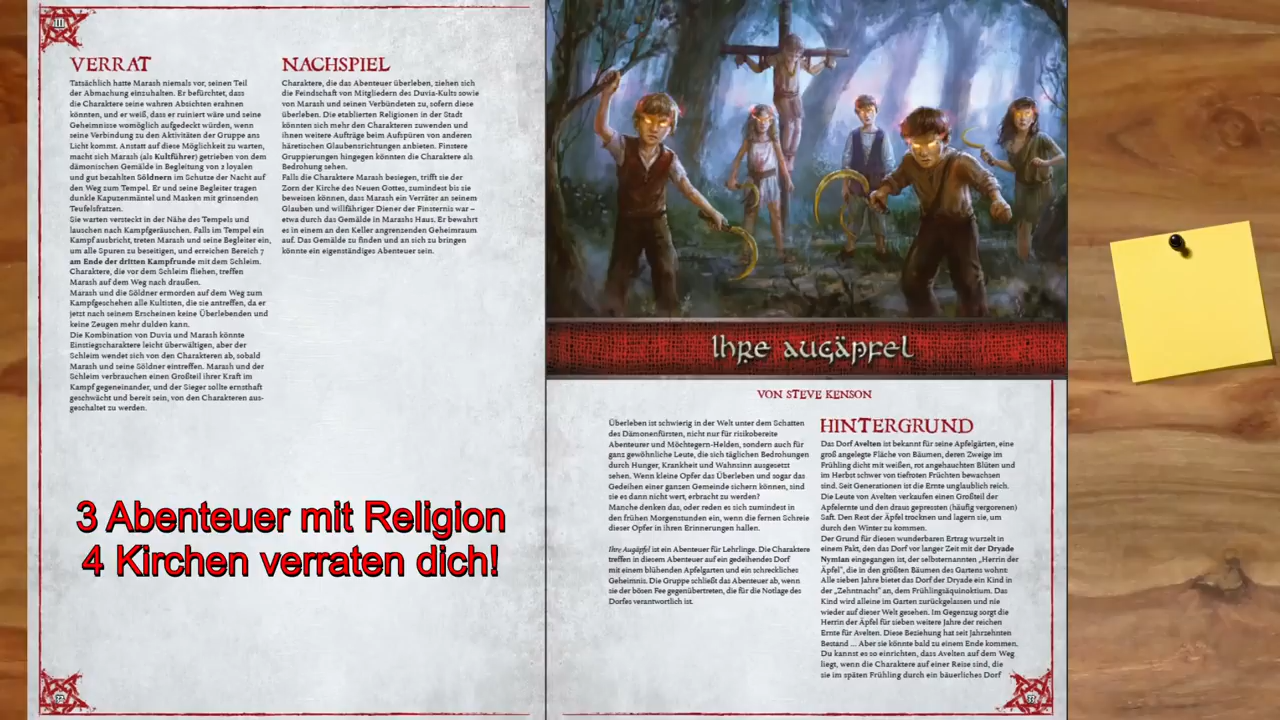 III
VERRAT
Tatsächlich hatte Marash niemals vor, seinen Teil
der Abmachung einzuhalten. Er befürchtet, dass
die Charaktere seine wahren Absichten erahnen
könnten, und er weiß, dass er ruiniert wäre und seine
Geheimnisse womöglich aufgedeckt würden, wenn
seine Verbindung zu den Aktivitäten der Gruppe ans
Licht kommt. Anstatt auf diese Möglichkeit zu warten,
macht sich Marash (als Kultführer) getrieben von dem
dämonischen Gemälde in Begleitung von 2 loyalen
und gut bezahlten Söldnern im Schutze der Nacht auf
den Weg zum Tempel. Er und seine Begleiter tragen
dunkle Kapuzenmäntel und Masken mit grinsenden
Teufelsfratzen.
Sie warten versteckt in der Nähe des Tempels und
lauschen nach Kampfgeräuschen. Falls im Tempel ein
Kampf ausbricht, treten Marash und seine Begleiter ein,
um alle Spuren zu beseitigen, und erreichen Bereich 7
am Ende der dritten Kampfrunde mit dem Schleim.
Charaktere, die vor dem Schleim fliehen, treffen
Marash auf dem Weg nach draußen.
Marash und die Söldner ermorden auf dem Weg zum
Kampfgeschehen alle Kultisten, die sie antreffen, da er
jetzt nach seinem Erscheinen keine Überlebenden und
keine Zeugen mehr dulden kann.
Die Kombination von Duvia und Marash könnte
Einstiegscharaktere leicht überwältigen, aber der
Schleim wendet sich von den Charakteren ab, sobald
Marash und seine Söldner eintreffen. Marash und der
Schleim verbrauchen einen Großteil ihrer Kraft im
Kampf gegeneinander, und der Sieger sollte ernsthaft
geschwächt und bereit sein, von den Charakteren aus-
geschaltet zu werden.
NACHSPIEL
Charaktere, die das Abenteuer überleben, ziehen sich
die Feindschaft von Mitgliedern des Duvia-Kults sowie
von Marash und seinen Verbündeten zu, sofern diese
überleben. Die etablierten Religionen in der Stadt
könnten sich mehr den Charakteren zuwenden und
ihnen weitere Aufträge beim Aufspüren von anderen
häretischen Glaubensrichtungen anbieten. Finstere
Gruppierungen hingegen könnten die Charaktere als
Bedrohung sehen.
Falls die Charaktere Marash besiegen, trifft sie der
Zorn der Kirche des Neuen Gottes, zumindest bis sie
beweisen können, dass Marash ein Verräter an seinem
Glauben und willfähriger Diener der Finsternis war –
etwa durch das Gemälde in Marashs Haus. Er bewahrt
es in einem an den Keller angrenzenden Geheimraum
auf. Das Gemälde zu finden und an sich zu bringen
könnte ein eigenständiges Abenteuer sein.
3 Abenteuer mit Religion
4 Kirchen verraten dich!
Ihre Augäpfel
VON STEVE KENSON
Überleben ist schwierig in der Welt unter dem Schatten
des Dämonenfürsten, nicht nur für risikobereite
Abenteurer und Möchtegern-Helden, sondern auch für
ganz gewöhnliche Leute, die sich täglichen Bedrohungen
durch Hunger, Krankheit und Wahnsinn ausgesetzt
sehen. Wenn kleine Opfer das Überleben und sogar das
Gedeihen einer ganzen Gemeinde sichern können, sind
sie es dann nicht wert, erbracht zu werden?
Manche denken das, oder reden es sich zumindest in
den frühen Morgenstunden ein, wenn die fernen Schreie
dieser Opfer in ihren Erinnerungen hallen.
Ihre Augäpfel ist ein Abenteuer für Lehrlinge. Die Charaktere
treffen in diesem Abenteuer auf ein gedeihendes Dorf
mit einem blühenden Apfelgarten und ein schreckliches
Geheimnis. Die Gruppe schließt das Abenteuer ab, wenn
sie der bösen Fee gegenübertreten, die für die Notlage des
Dorfes verantwortlich ist.
HINTERGRUND
Das Dorf Avelten ist bekannt für seine Apfelgärten, eine
groß angelegte Fläche von Bäumen, deren Zweige im
Frühling dicht mit weißen, rot angehauchten Blüten und
im Herbst schwer von tiefroten Früchten bewachsen
sind. Seit Generationen ist die Ernte unglaublich reich.
Die Leute von Avelten verkaufen einen Großteil der
Apfelernte und den draus gepressten (häufig vergorenen)
Saft. Den Rest der Äpfel trocknen und lagern sie, um
durch den Winter zu kommen.
Der Grund für diesen wunderbaren Ertrag wurzelt in
einem Pakt, den das Dorf vor langer Zeit mit der Dryade
Nymlan eingegangen ist, der selbsternannten „Herrin der
Äpfel", die in den größten Bäumen des Gartens wohnt:
Alle sieben Jahre bietet das Dorf der Dryade ein Kind in
der „Zehntnacht" an, dem Frühlingsäquinoktium. Das
Kind wird alleine im Garten zurückgelassen und nie
wieder auf dieser Welt gesehen. Im Gegenzug sorgt die
Herrin der Äpfel für sieben weitere Jahre der reichen
Ernte für Avelten. Diese Beziehung hat seit Jahrzehnten
Bestand ... Aber sie könnte bald zu einem Ende kommen.
Du kannst es so einrichten, dass Avelten auf dem Weg
liegt, wenn die Charaktere auf einer Reise sind, die
sie im späten Frühling durch ein bäuerliches Dorf